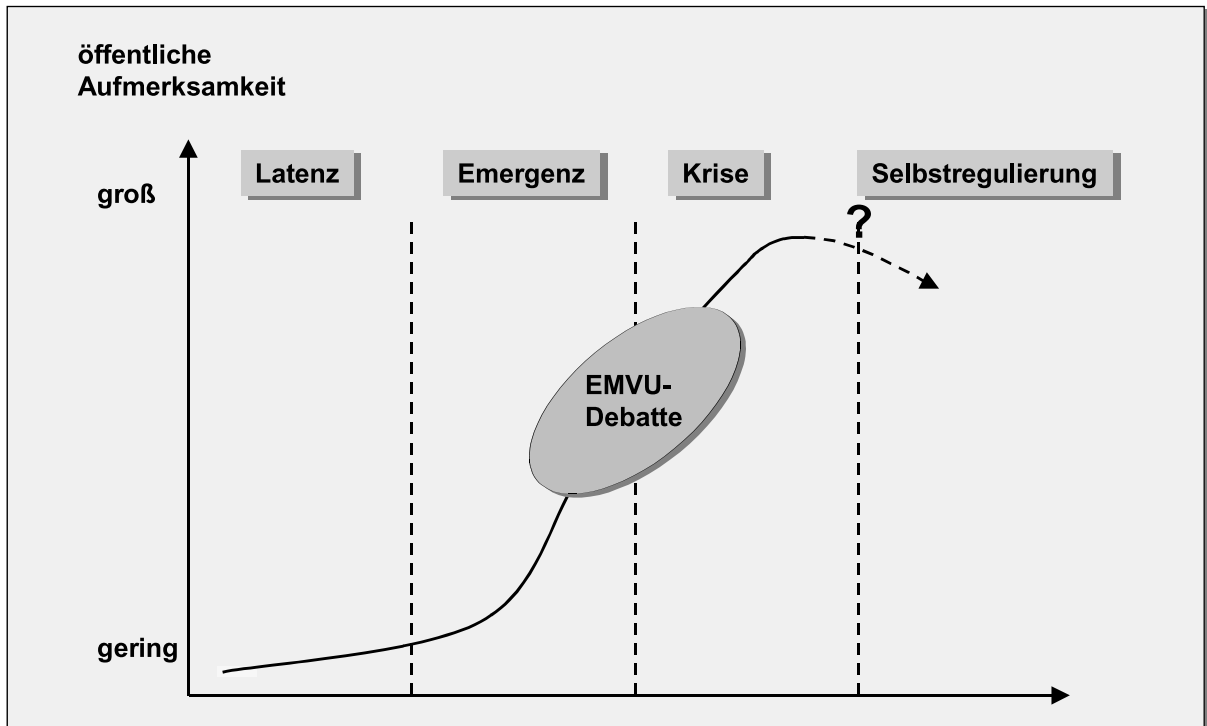 öffentliche
Aufmerksamkeit
Latenz
Emergenz
Krise
Selbstregulierung
groß
?
EMVU-
Debatte
gering